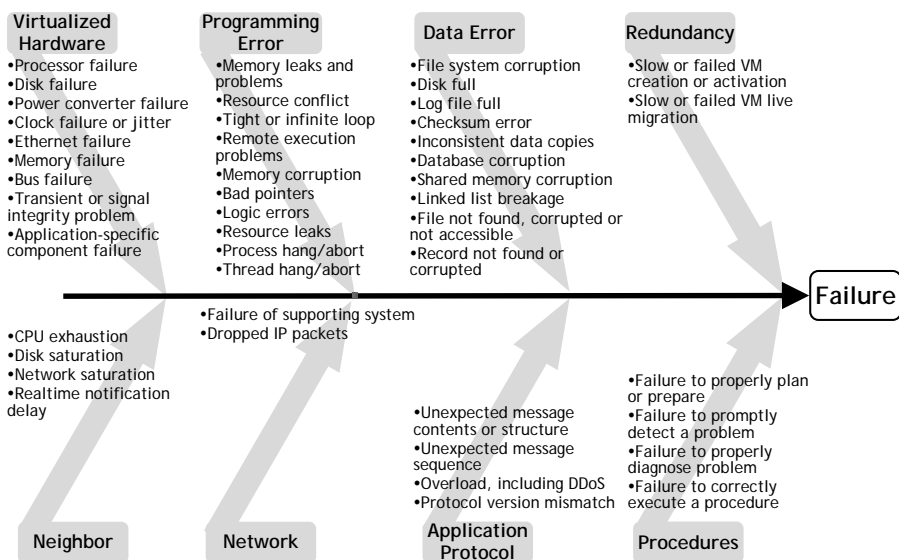 Virtualized
Hardware
•Processor failure
•Disk failure
•Power converter failure
•Clock failure or jitter
•Ethernet failure
•Memory failure
•Bus failure
•Transient or signal
integrity problem
•Application-specific
component failure
Programming
Error
•Memory leaks and
problems
•Resource conflict
•Tight or infinite loop
•Remote execution
problems
•Memory corruption
•Bad pointers
•Logic errors
•Resource leaks
•Process hang/abort
•Thread hang/abort
Data Error
•File system corruption
•Disk full
•Log file full
•Checksum error
•Inconsistent data copies
•Database corruption
•Shared memory corruption
•Linked list breakage
•File not found, corrupted or
not accessible
•Record not found or
corrupted
Redundancy
•Slow or failed VM
creation or activation
•Slow or failed VM live
migration
Failure
•CPU exhaustion
•Disk saturation
•Network saturation
•Realtime notification
delay
Neighbor
•Failure of supporting system
•Dropped IP packets
Network
•Unexpected message
contents or structure
•Unexpected message
sequence
•Overload, including DDoS
•Protocol version mismatch
Application
Protocol
•Failure to properly plan
or prepare
•Failure to promptly
detect a problem
•Failure to properly
diagnose problem
•Failure to correctly
execute a procedure
Procedures